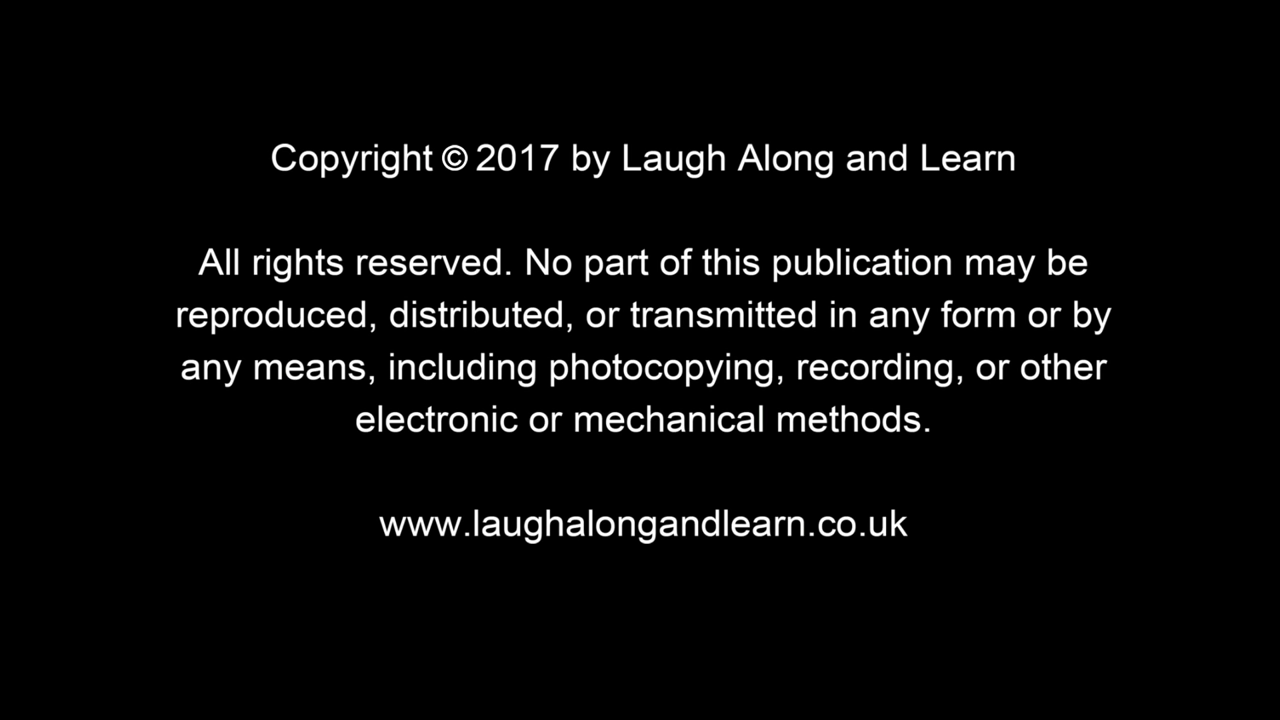 Copyright © 2017 by Laugh Along and Learn
All rights reserved. No part of this publication may be
reproduced, distributed, or transmitted in any form or by
any means, including photocopying, recording, or other
electronic or mechanical methods.
www.laughalongandlearn.co.uk